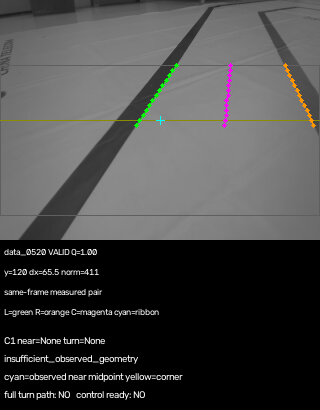 data_0520 VALID Q=1.00
y=120 dx=65.5 norm=411
same-frame measured pair
L=green R=orange C=magenta cyan=ribbon
C1 near=None turn=None
insufficient_observed_geometry
cyan=observed near midpoint yellow=corner
full turn path: NO control ready: NO